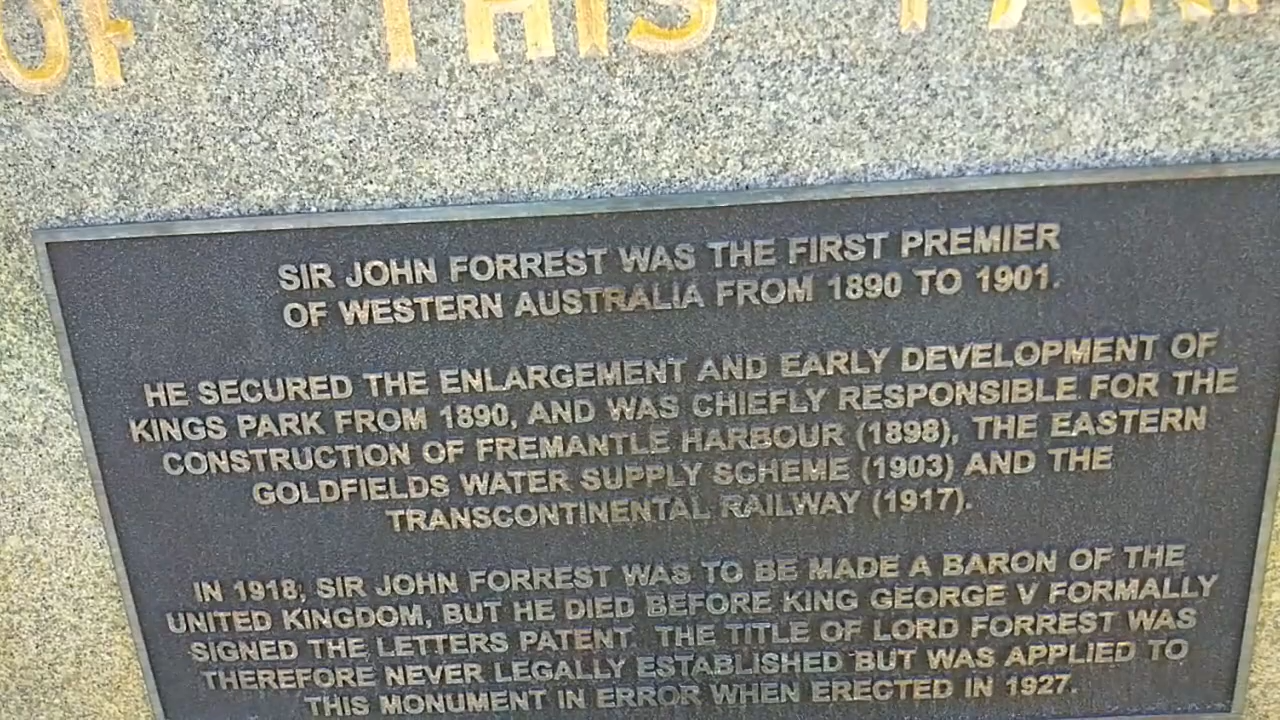 OF THIS PARK
SIR JOHN FORREST WAS THE FIRST PREMIER
OF WESTERN AUSTRALIA FROM 1890 TO 1901.
HE SECURED THE ENLARGEMENT AND EARLY DEVELOPMENT OF
KINGS PARK FROM 1890, AND WAS CHIEFLY RESPONSIBLE FOR THE
CONSTRUCTION OF FREMANTLE HARBOUR (1898), THE EASTERN
GOLDFIELDS WATER SUPPLY SCHEME (1903) AND THE
TRANSCONTINENTAL RAILWAY (1917).
IN 1918, SIR JOHN FORREST WAS TO BE MADE A BARON OF THE
UNITED KINGDOM, BUT HE DIED BEFORE KING GEORGE V FORMALLY
SIGNED THE LETTERS PATENT. THE TITLE OF LORD FORREST WAS
THEREFORE NEVER LEGALLY ESTABLISHED BUT WAS APPLIED TO
THIS MONUMENT IN ERROR WHEN ERECTED IN 1927.